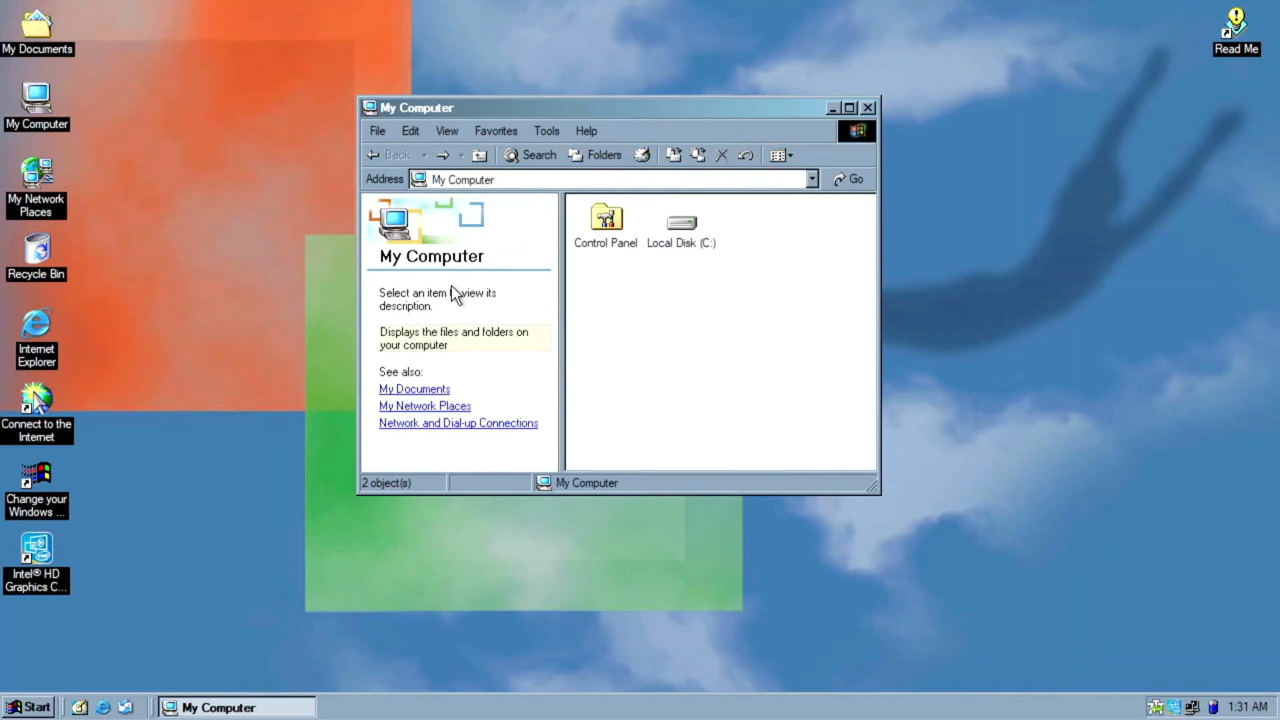 My Documents
My Computer
My Network
Places
Recycle Bin
Internet
Explorer
Connect to the
Internet
Change your
Windows ...
Intel® HD
Graphics C...
Read Me
My Computer
File Edit View Favorites Tools Help
Back Search Folders
Address My Computer Go
My Computer
Select an item view its
description.
Displays the files and folders on
your computer
See also:
My Documents
My Network Places
Network and Dial-up Connections
Control Panel Local Disk (C:)
2 object(s) My Computer
Start My Computer 1:31 AM